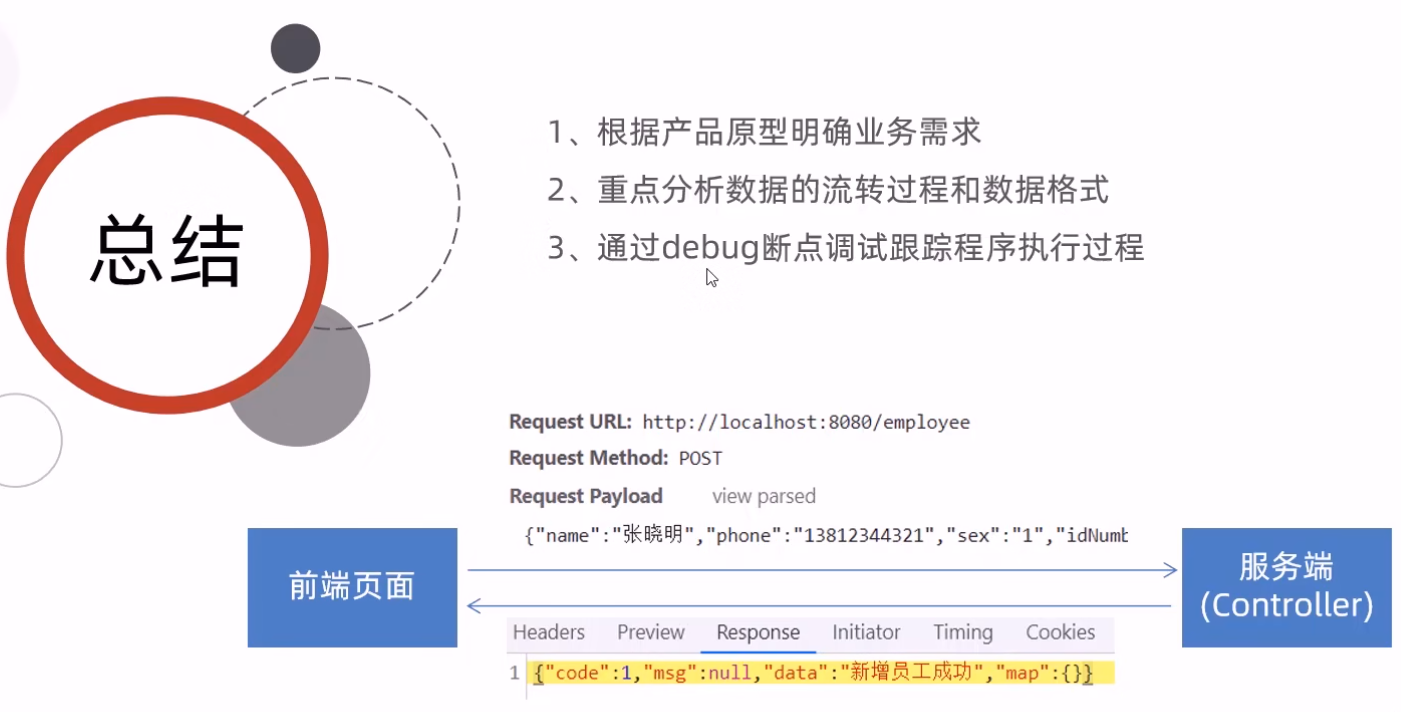 总结
1、根据产品原型明确业务需求
2、重点分析数据的流转过程和数据格式
3、通过debug断点调试跟踪程序执行过程
Request URL: http://localhost:8080/employee
Request Method: POST
Request Payload view parsed
{"name":"张晓明","phone":"13812344321","sex":"1","idNumb
前端页面
服务端
(Controller)
Headers Preview Response Initiator Timing Cookies
1 {"code":1,"msg":null,"data":"新增员工成功","map":{}}